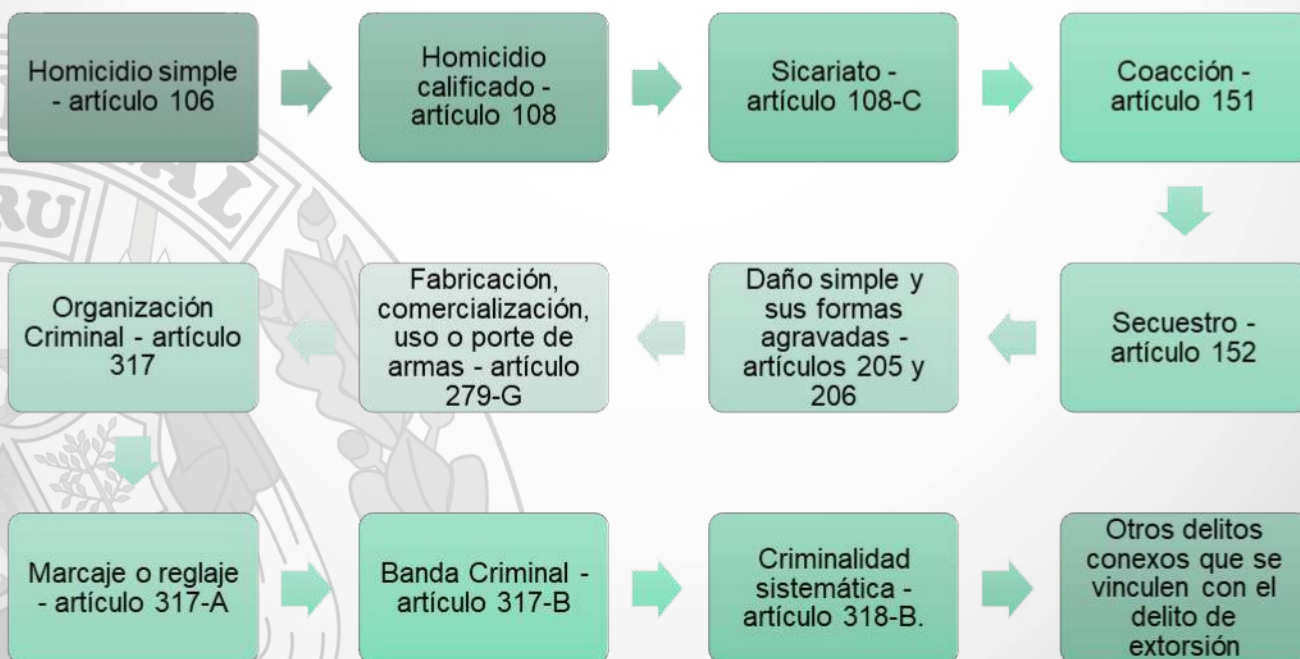 Homicidio simple
- artículo 106
Homicidio
calificado -
artículo 108
Sicariato -
artículo 108-C
Coacción -
artículo 151
Secuestro -
artículo 152
Daño simple y
sus formas
agravadas -
artículos 205 y
206
Fabricación,
comercialización,
uso o porte de
armas - artículo
279-G
Organización
Criminal - artículo
317
Marcaje o reglaje
- artículo 317-A
Banda Criminal -
artículo 317-B
Criminalidad
sistemática -
artículo 318-B.
Otros delitos
conexos que se
vinculen con el
delito de
extorsión